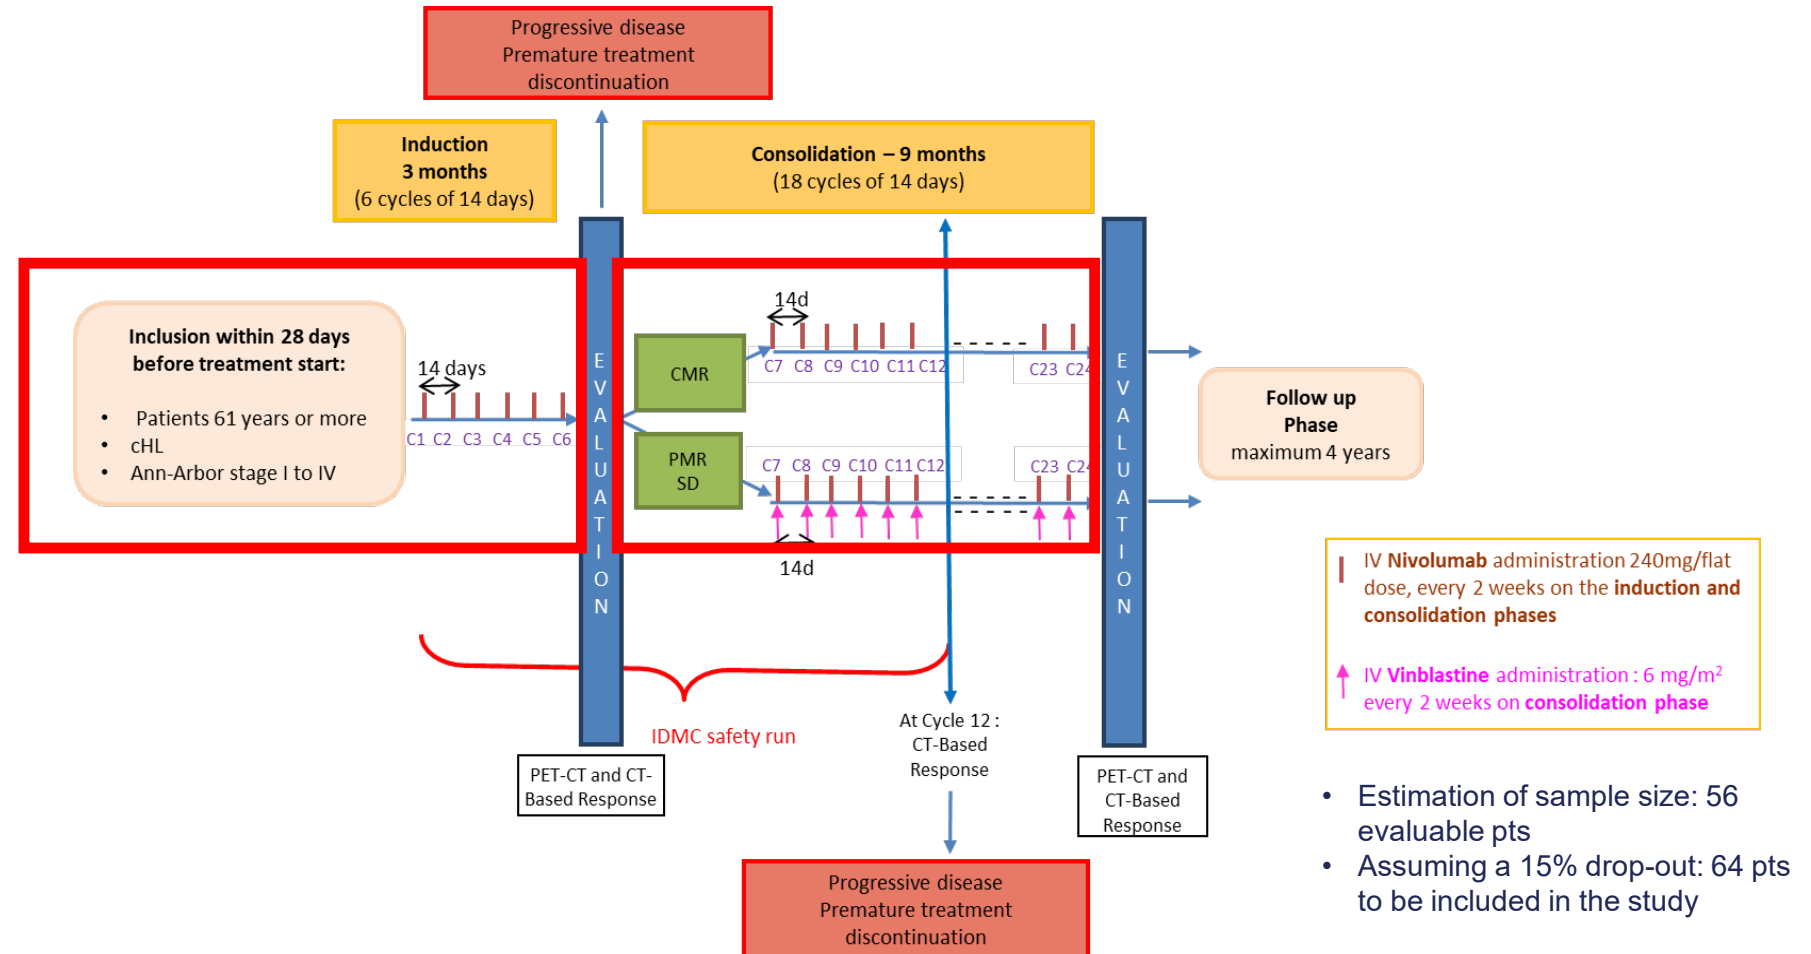 Progressive disease
Premature treatment
discontinuation
Induction
3 months
(6 cycles of 14 days)
Consolidation – 9 months
(18 cycles of 14 days)
Inclusion within 28 days
before treatment start:
• Patients 61 years or more
• cHL
• Ann-Arbor stage I to IV
14 days
C1 C2 C3 C4 C5 C6
EVALUATION
CMR
14d
C7 C8 C9 C10 C11 C12
C23 C24
PMR
SD
C7 C8 C9 C10 C11 C12
C23 C24
14d
EVALUATION
Follow up
Phase
maximum 4 years
IV Nivolumab administration 240mg/flat
dose, every 2 weeks on the induction and
consolidation phases
IV Vinblastine administration : 6 mg/m²
every 2 weeks on consolidation phase
IDMC safety run
At Cycle 12 :
CT-Based
Response
PET-CT and CT-
Based Response
PET-CT and
CT-Based
Response
Progressive disease
Premature treatment
discontinuation
• Estimation of sample size: 56
evaluable pts
• Assuming a 15% drop-out: 64 pts
to be included in the study